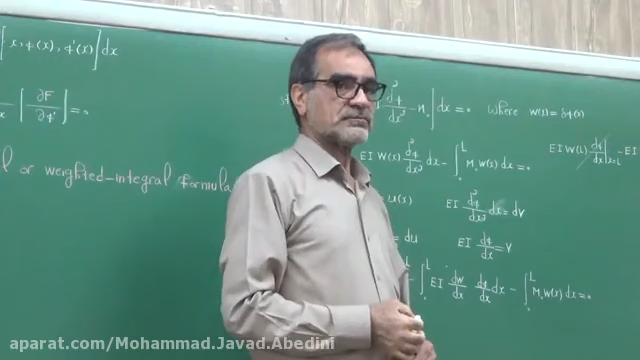 [x, φ(x), φ'(x)] dx
[∂F/∂φ'] = 0
or weighted-integral formula
d²φ/dx² - M₀] dx = 0 where w(x) = δφ(x)
EI w(x) d²φ/dx² dx - ∫₀ᴸ M₀ w(x) dx = 0
EI w(L) dφ/dx |x=L - EI
u(x)
EI d²φ/dx² dx = dV
= du
EI dφ/dx = V
- ∫₀ᴸ EI dw/dx dφ/dx dx - ∫₀ᴸ M₀ w(x) dx = 0
aparat.com/Mohammad.Javad.Abedini